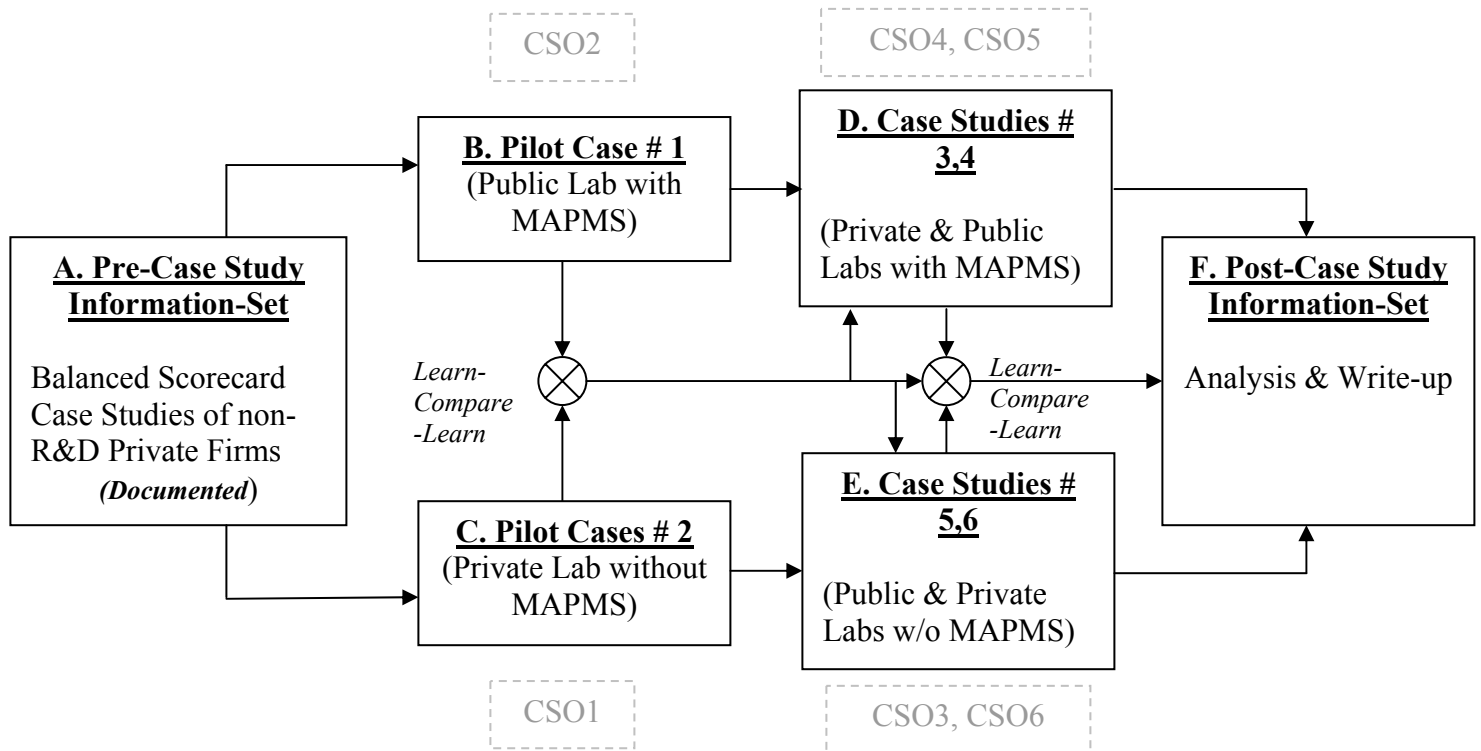 CSO2
CSO4, CSO5
A. Pre-Case Study
Information-Set
Balanced Scorecard
Case Studies of non-
R&D Private Firms
(Documented)
B. Pilot Case # 1
(Public Lab with
MAPMS)
Learn-
Compare
-Learn
C. Pilot Cases # 2
(Private Lab without
MAPMS)
D. Case Studies #
3,4
(Private & Public
Labs with MAPMS)
Learn-
Compare
-Learn
E. Case Studies #
5,6
(Public & Private
Labs w/o MAPMS)
F. Post-Case Study
Information-Set
Analysis & Write-up
CSO1
CSO3, CSO6